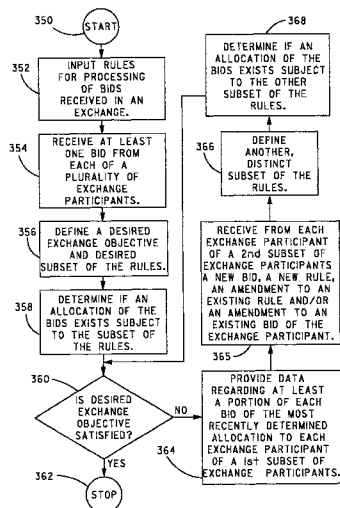 350
START
352
INPUT RULES
FOR PROCESSING
OF BIDS
RECEIVED IN AN
EXCHANGE.
354
RECEIVE AT LEAST
ONE BID FROM
EACH OF A
PLURALITY OF
EXCHANGE
PARTICIPANTS.
356
DEFINE A DESIRED
EXCHANGE OBJECTIVE
AND DESIRED
SUBSET OF THE RULES.
358
DETERMINE IF AN
ALLOCATION OF THE
BIDS EXISTS SUBJECT
TO THE SUBSET OF
THE RULES.
360
IS DESIRED
EXCHANGE
OBJECTIVE
SATISFIED?
NO
YES
362
STOP
364
PROVIDE DATA
REGARDING AT LEAST
A PORTION OF EACH
BID OF THE MOST
RECENTLY DETERMINED
ALLOCATION TO EACH
EXCHANGE PARTICIPANT
OF A 1st SUBSET OF
EXCHANGE PARTICIPANTS.
365
RECEIVE FROM EACH
EXCHANGE PARTICIPANT
OF A 2nd SUBSET OF
EXCHANGE PARTICIPANTS
A NEW BID, A NEW RULE,
AN AMENDMENT TO AN
EXISTING RULE AND/OR
AN AMENDMENT TO AN
EXISTING BID OF THE
EXCHANGE PARTICIPANT.
366
DEFINE
ANOTHER,
DISTINCT
SUBSET OF
THE RULES.
368
DETERMINE IF AN
ALLOCATION OF THE
BIDS EXISTS SUBJECT
TO THE OTHER
SUBSET OF
THE RULES.